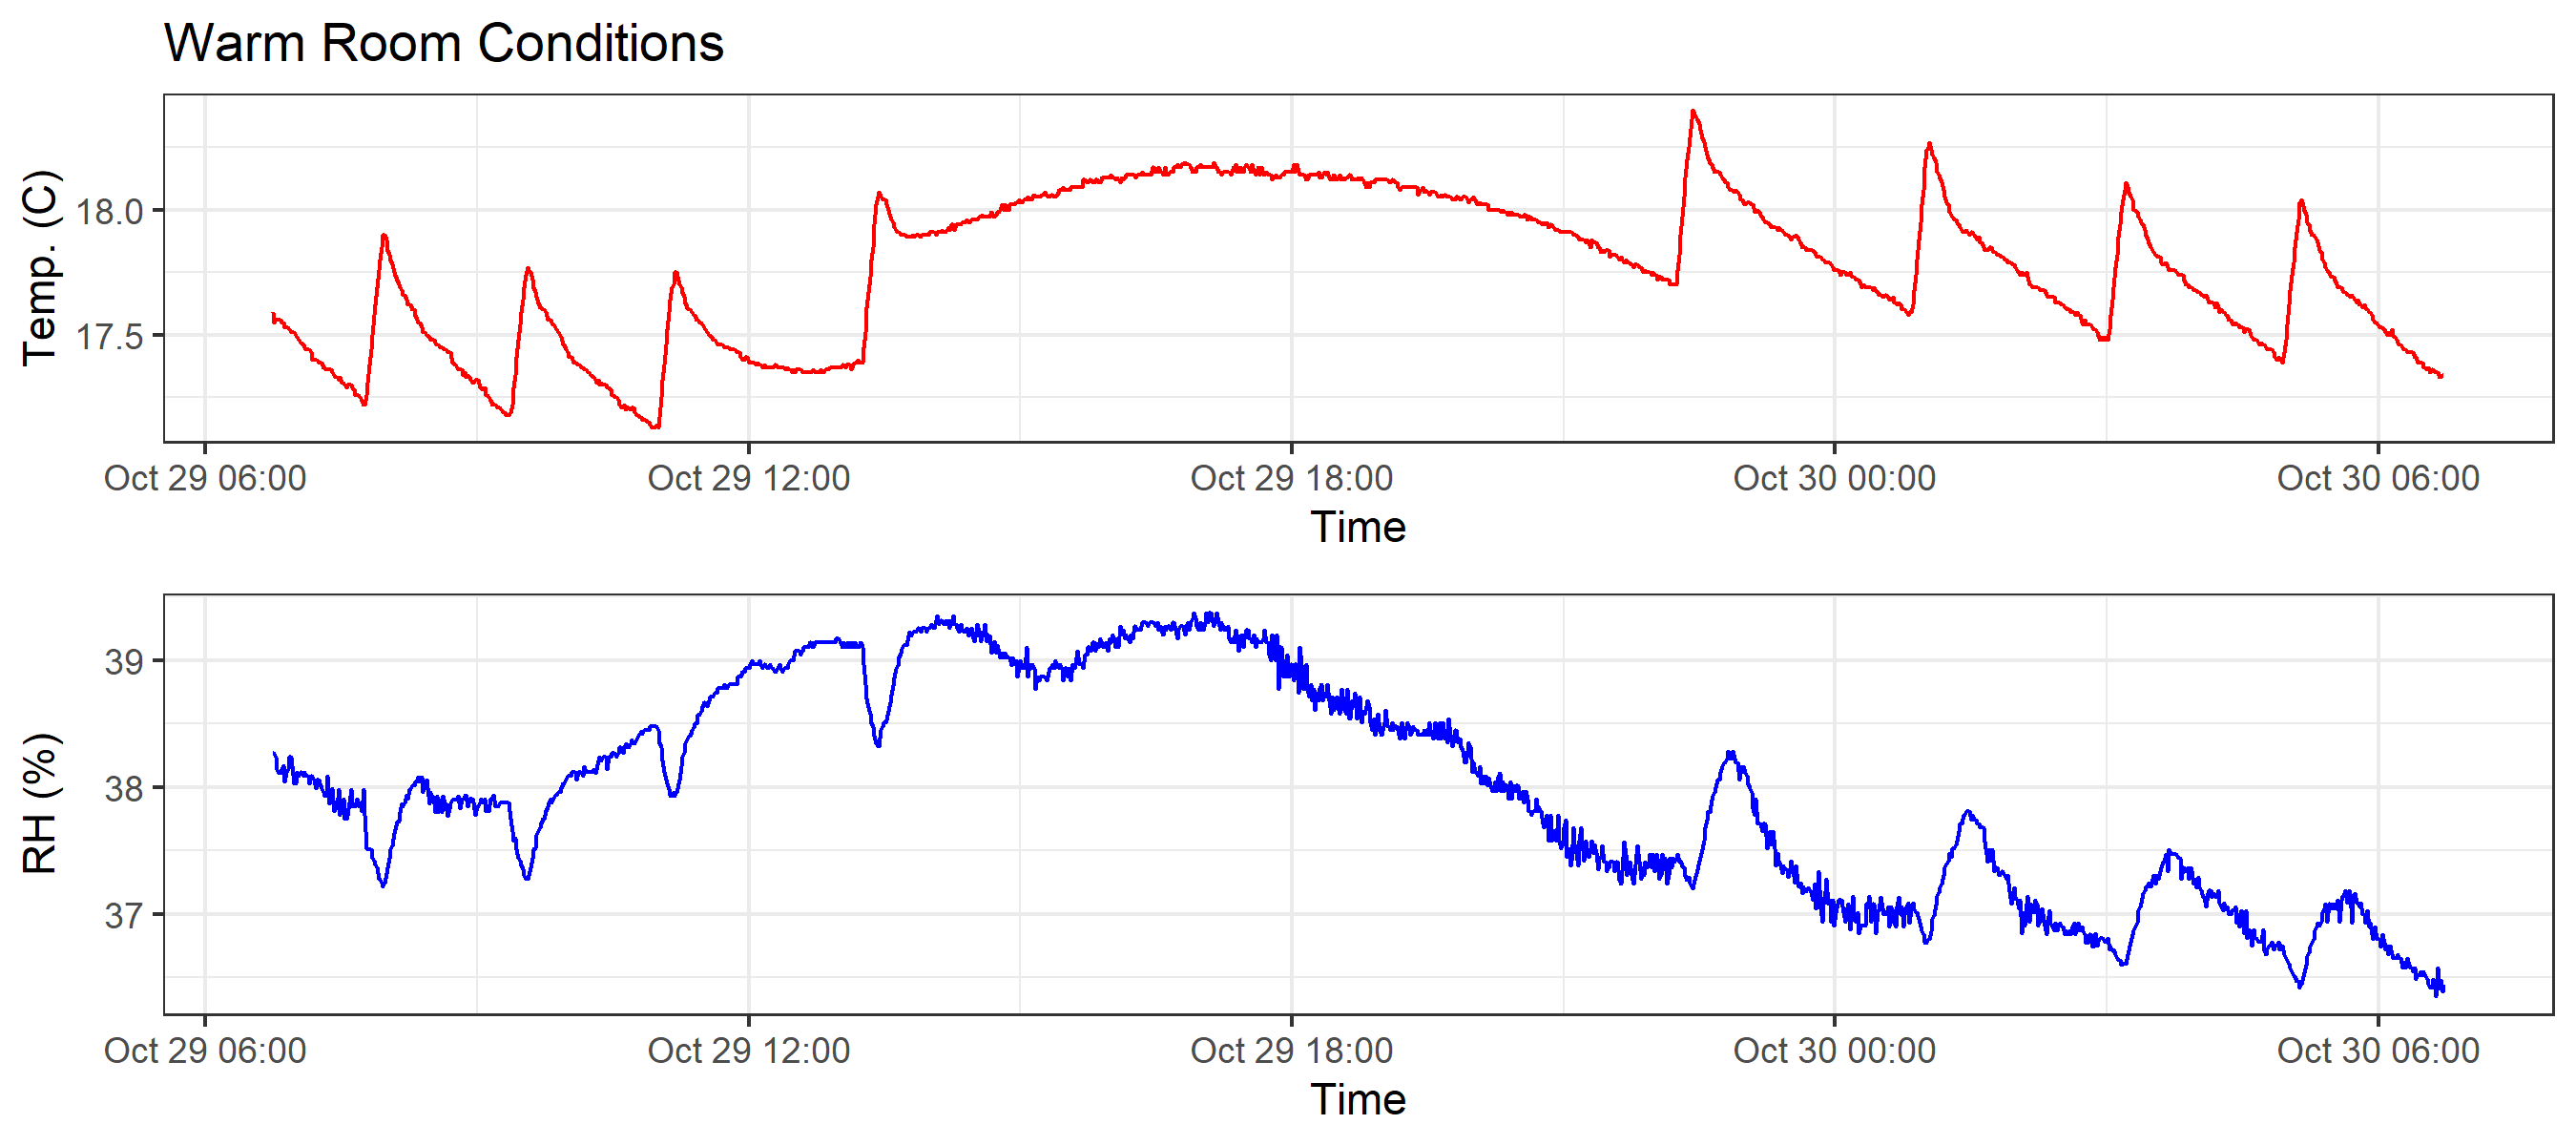 Warm Room Conditions
Temp. (C)
18.0
17.5
Oct 29 06:00 Oct 29 12:00 Oct 29 18:00 Oct 30 00:00 Oct 30 06:00
Time
RH (%)
39
38
37
Oct 29 06:00 Oct 29 12:00 Oct 29 18:00 Oct 30 00:00 Oct 30 06:00
Time